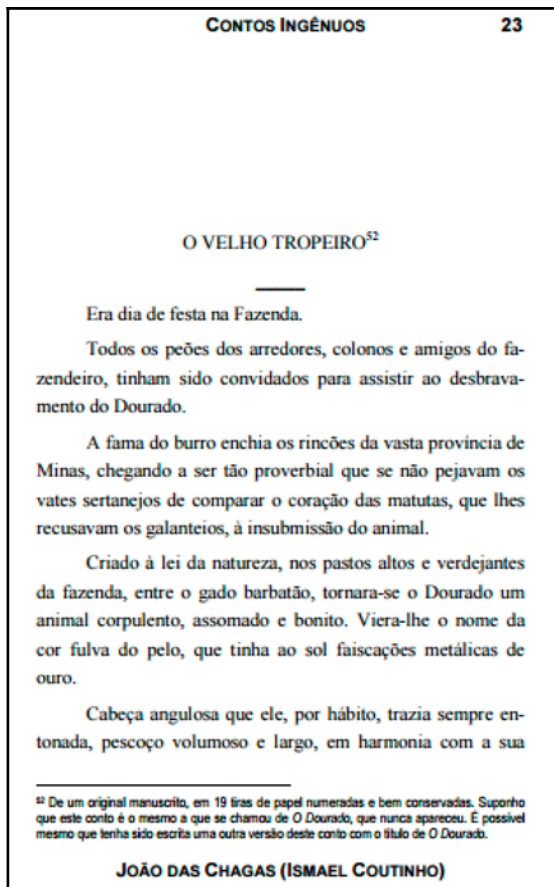 CONTOS INGÊNUOS 23
O VELHO TROPEIRO52
Era dia de festa na Fazenda.
Todos os peões dos arredores, colonos e amigos do fa-
zendeiro, tinham sido convidados para assistir ao desbrava-
mento do Dourado.
A fama do burro enchia os rincões da vasta província de
Minas, chegando a ser tão proverbial que se não pejavam os
vates sertanejos de comparar o coração das matutas, que lhes
recusavam os galanteios, à insubmissão do animal.
Criado à lei da natureza, nos pastos altos e verdejantes
da fazenda, entre o gado barbatão, tornara-se o Dourado um
animal corpulento, assomado e bonito. Viera-lhe o nome da
cor fulva do pelo, que tinha ao sol faiscações metálicas de
ouro.
Cabeça angulosa que ele, por hábito, trazia sempre en-
tonada, pescoço volumoso e largo, em harmonia com a sua
52 De um original manuscrito, em 19 tiras de papel numeradas e bem conservadas. Suponho
que este conto é o mesmo a que se chamou de O Dourado, que nunca apareceu. É possível
mesmo que tenha sido escrita uma outra versão deste conto com o título de O Dourado.
JOÃO DAS CHAGAS (ISMAEL COUTINHO)